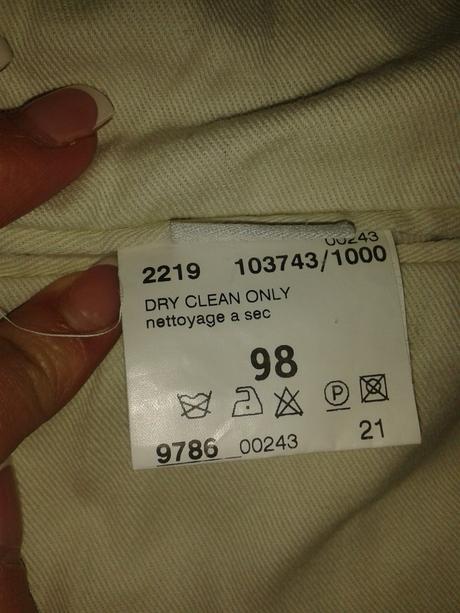 00243
2219 103743/1000
DRY CLEAN ONLY
nettoyage a sec
98
P
9786 00243 21